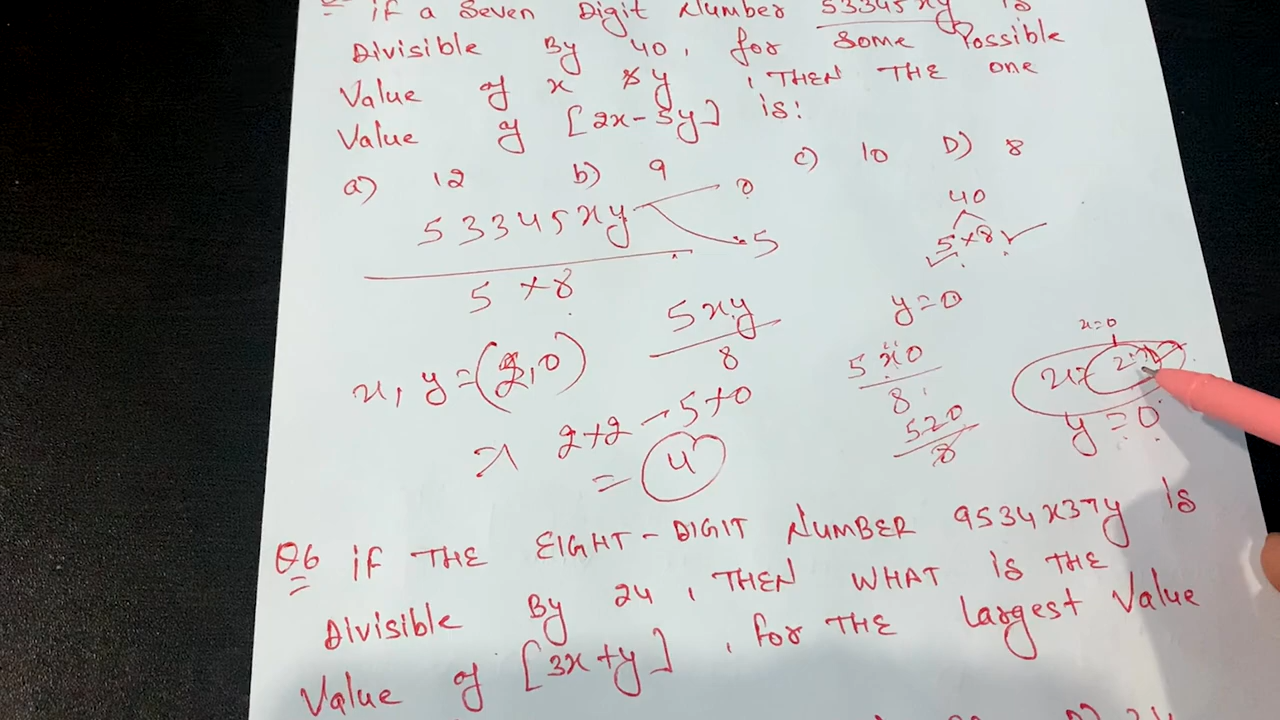 if a Seven Digit Number 53345xy is
Divisible By 40, for some Possible
Value of x & y , THEN THE one
Value of [2x-5y] is:
a) 12 b) 9 c) 10 D) 8
53345xy 0
5
5 × 8
40
5×8 ✓
y=0
x, y = (2,0)
5xy
8
5x0
8
520
8
x=0
y=0
=> 2+2-5+0
= 4
Q6 if THE EIGHT-DIGIT NUMBER 9534x37y is
Divisible By 24, THEN WHAT is THE
Value of [3x+y] , for THE largest Value